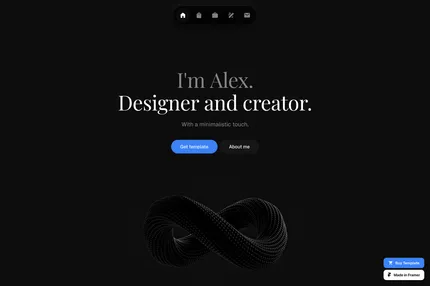 I'm Alex.
Designer and creator.
With a minimalistic touch.
Get template
About me
Buy Template
Made in Framer